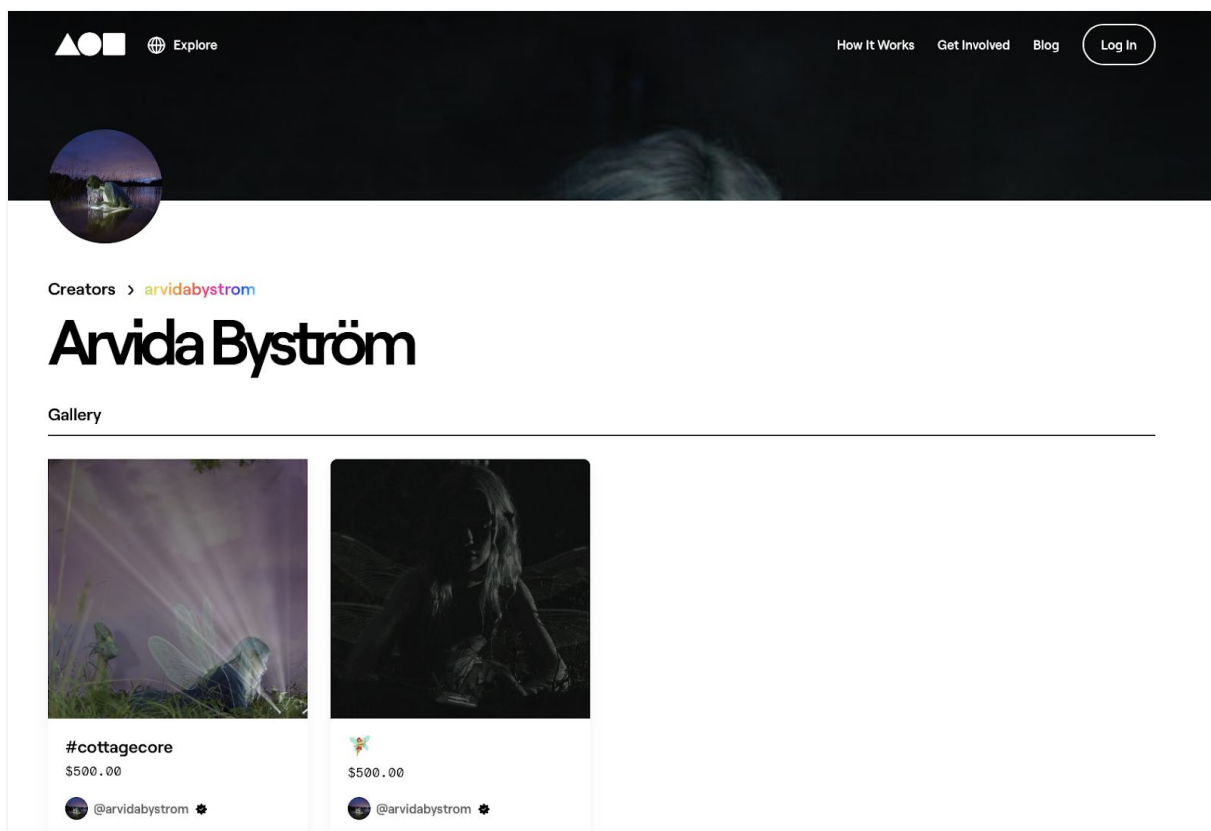 Explore
How It Works Get Involved Blog Log In
Creators > arvidabystrom
Arvida Byström
Gallery
#cottagecore
$500.00
@arvidabystrom
🧚
$500.00
@arvidabystrom